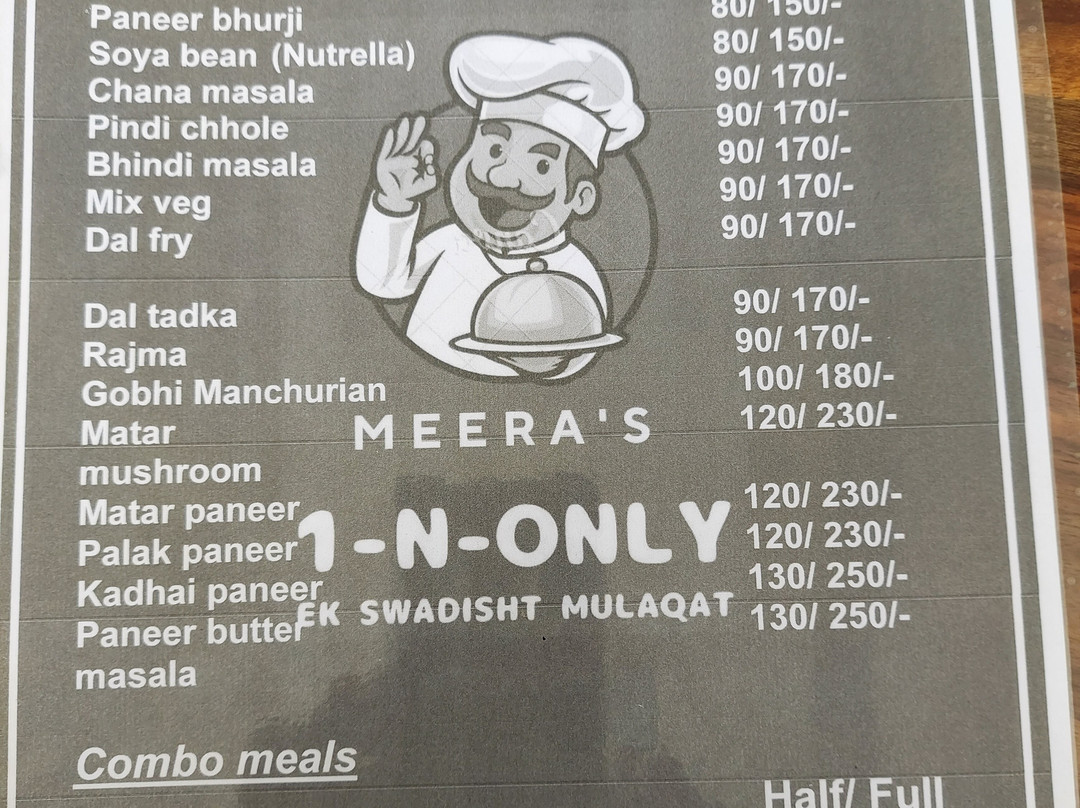 Paneer bhurji 80/ 150/-
Soya bean (Nutrella) 80/ 150/-
Chana masala 90/ 170/-
Pindi chhole 90/ 170/-
Bhindi masala 90/ 170/-
Mix veg 90/ 170/-
Dal fry 90/ 170/-
Dal tadka 90/ 170/-
Rajma 90/ 170/-
Gobhi Manchurian 100/ 180/-
Matar 120/ 230/-
mushroom
Matar paneer 120/ 230/-
Palak paneer 120/ 230/-
Kadhai paneer 130/ 250/-
Paneer butter 130/ 250/-
masala
MEERA'S
1-N-ONLY
EK SWADISHT MULAQAT
Combo meals
Half/ Full